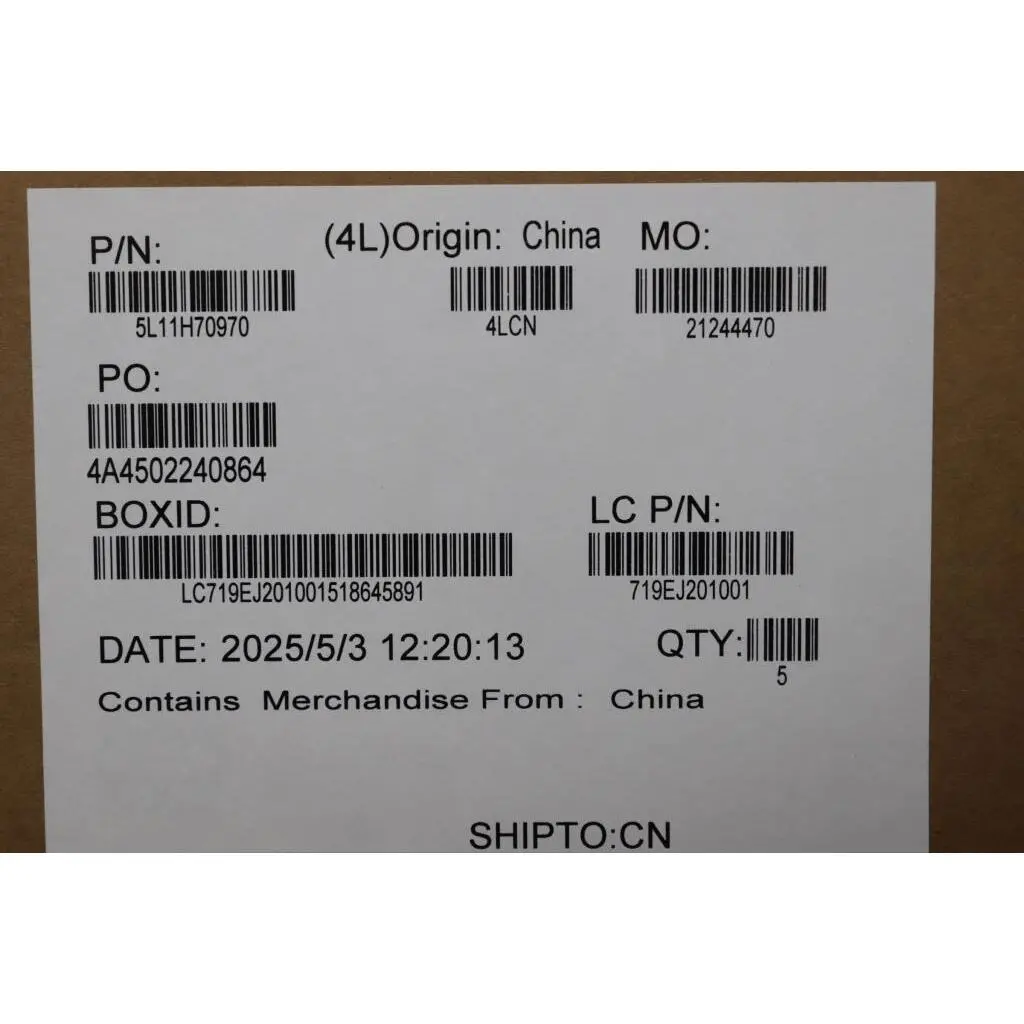 P/N: (4L)Origin: China MO:
5L11H70970 4LCN 21244470
PO:
4A4502240864
BOXID: LC P/N:
LC719EJ201001518645891 719EJ201001
DATE: 2025/5/3 12:20:13 QTY:
5
Contains Merchandise From : China
SHIPTO:CN